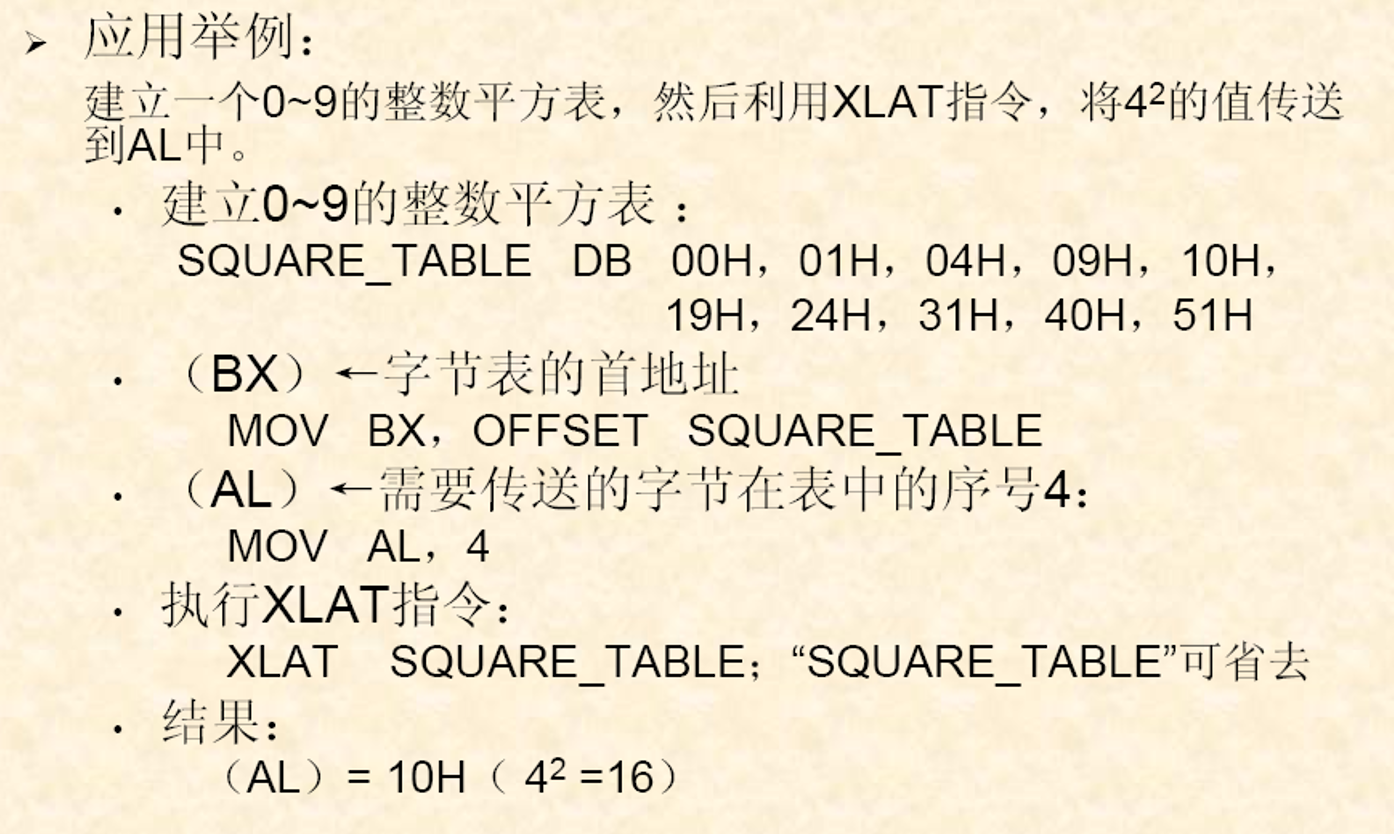 ➢ 应用举例：
建立一个0~9的整数平方表，然后利用XLAT指令，将4²的值传送
到AL中。
· 建立0~9的整数平方表：
SQUARE_TABLE DB 00H，01H，04H，09H，10H，
19H，24H，31H，40H，51H
· （BX）←字节表的首地址
MOV BX，OFFSET SQUARE_TABLE
· （AL）←需要传送的字节在表中的序号4：
MOV AL，4
· 执行XLAT指令：
XLAT SQUARE_TABLE；“SQUARE_TABLE”可省去
· 结果：
（AL）= 10H（ 4² =16）